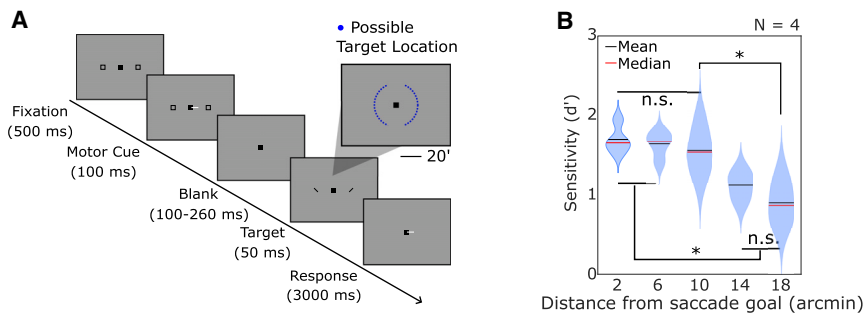 A
Possible
Target Location
Fixation
(500 ms)
Motor Cue
(100 ms)
Blank
(100-260 ms)
Target
(50 ms)
Response
(3000 ms)
20'
B
N = 4
Mean
Median
*
n.s.
n.s.
*
Sensitivity (d')
3
2
1
0
2 6 10 14 18
Distance from saccade goal (arcmin)